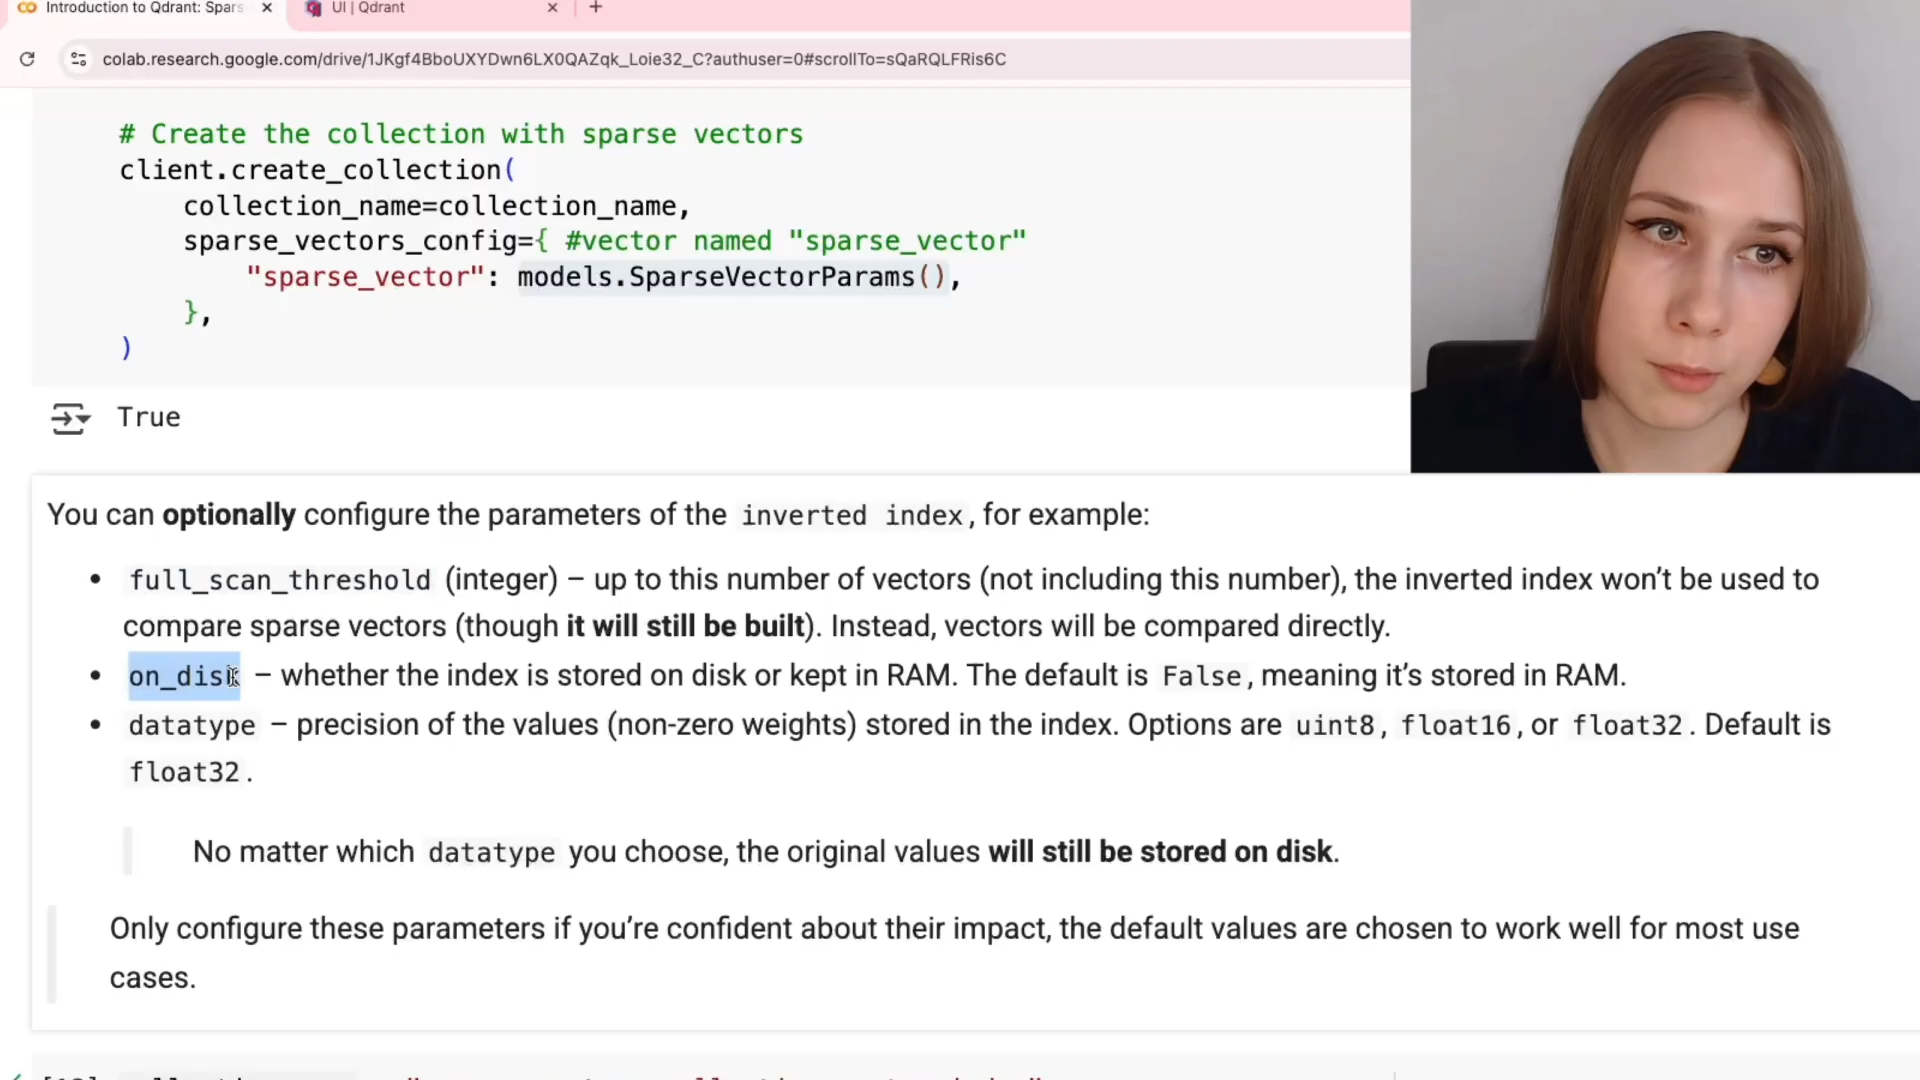 Introduction to Qdrant: Spars
UI | Qdrant
colab.research.google.com/drive/1JKgf4BboUXYDwn6LX0QAZqk_Loie32_C?authuser=0#scrollTo=sQaRQLFRis6C
# Create the collection with sparse vectors
client.create_collection(
collection_name=collection_name,
sparse_vectors_config={ #vector named "sparse_vector"
"sparse_vector": models.SparseVectorParams(),
},
)
True
You can optionally configure the parameters of the inverted index, for example:
• full_scan_threshold (integer) – up to this number of vectors (not including this number), the inverted index won’t be used to
compare sparse vectors (though it will still be built). Instead, vectors will be compared directly.
• on_disk – whether the index is stored on disk or kept in RAM. The default is False, meaning it’s stored in RAM.
• datatype – precision of the values (non-zero weights) stored in the index. Options are uint8, float16, or float32. Default is
float32.
No matter which datatype you choose, the original values will still be stored on disk.
Only configure these parameters if you’re confident about their impact, the default values are chosen to work well for most use
cases.